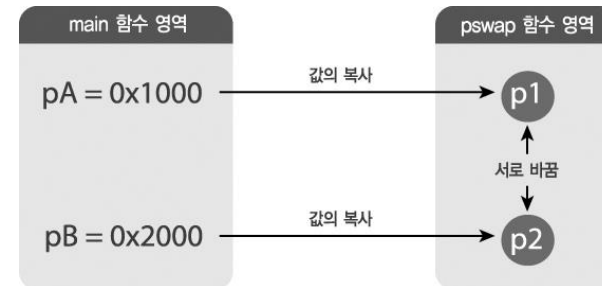 main 함수 영역
pswap 함수 영역
pA = 0x1000
값의 복사
p1
서로 바꿈
pB = 0x2000
값의 복사
p2